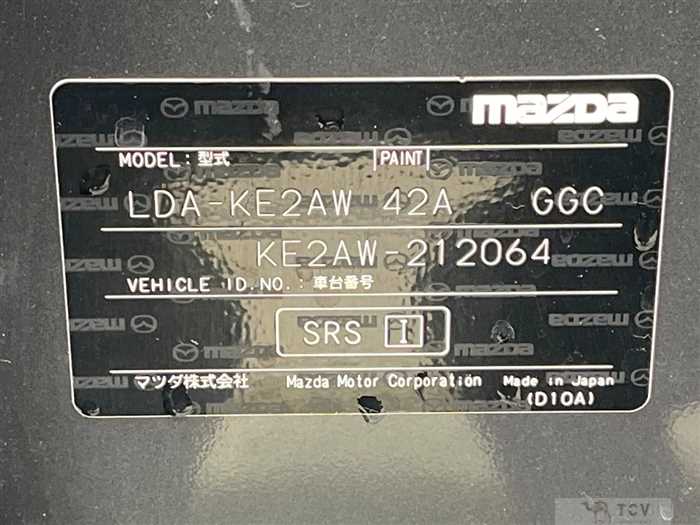 mazda
MODEL: 型式 PAINT
LDA-KE2AW 42A GGC
KE2AW-212064
VEHICLE ID.NO.: 車台番号
SRS I
マツダ株式会社 Mazda Motor Corporation Made in Japan
(D10A)
TCV